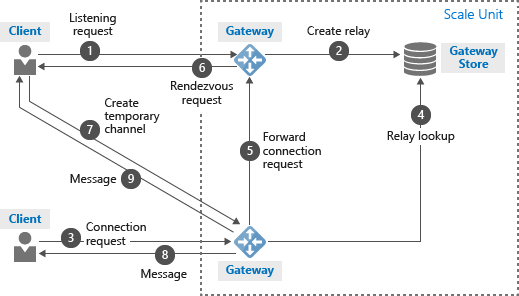 Scale Unit
Client
Listening
request
1
Gateway
Create relay
2
Gateway
Store
6
Rendezvous
request
Create
temporary
channel
7
4
Relay lookup
5
Forward
connection
request
Message
9
Client
3
Connection
request
8
Message
Gateway